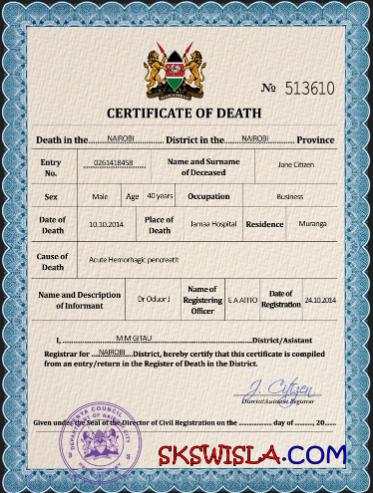 № 513610
CERTIFICATE OF DEATH
Death in the NAIROBI District in the NAIROBI Province
Entry No. 0261418458 Name and Surname of Deceased Jane Citizen
Sex Male Age 40 years Occupation Business
Date of Death 10.10.2014 Place of Death Jamaa Hospital Residence Muranga
Cause of Death Acute Hemorhagic pencreatit
Name and Description of Informant Dr Oduor J Name of Registering Officer E A AITTO Date of Registration 24.10.2014
I, M M GITAU District/Asistant
Registrar for NAIROBI District, hereby certify that this certificate is compiled
from an entry/return in the Register of Death in the District.
J. Citizen
District/Assistant Registrar
Given under the Seal of the Director of Civil Registration on the ........ day of ........, 20.....
SKSWISLA.COM